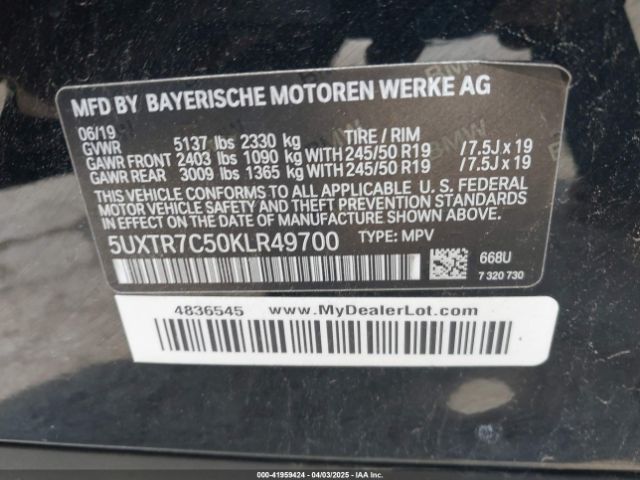 MFD BY BAYERISCHE MOTOREN WERKE AG
06/19
GVWR 5137 lbs 2330 kg TIRE / RIM
GAWR FRONT 2403 lbs 1090 kg WITH 245/50 R19 /7.5J x 19
GAWR REAR 3009 lbs 1365 kg WITH 245/50 R19 /7.5J x 19
THIS VEHICLE CONFORMS TO ALL APPLICABLE U. S. FEDERAL
MOTOR VEHICLE SAFETY AND THEFT PREVENTION STANDARDS
IN EFFECT ON THE DATE OF MANUFACTURE SHOWN ABOVE.
5UXTR7C50KLR49700 TYPE: MPV
668U
7 320 730
4836545 www.MyDealerLot.com
000-41959424 04/03/2025 IAA Inc.